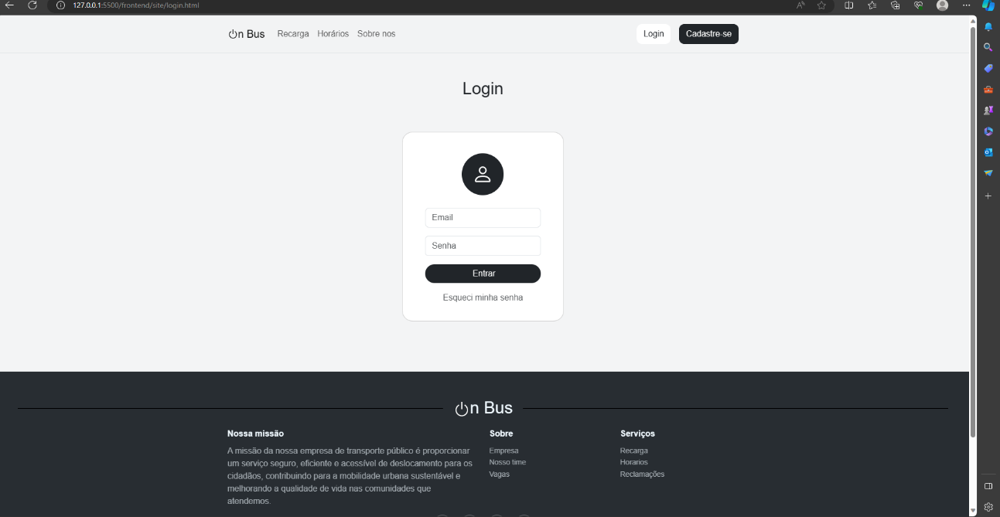 127.0.0.1:5500/frontend/site/login.html
n Bus Recarga Horários Sobre nos Login Cadastre-se
Login
Email
Senha
Entrar
Esqueci minha senha
n Bus
Nossa missão
A missão da nossa empresa de transporte público é proporcionar
um serviço seguro, eficiente e acessível de deslocamento para os
cidadãos, contribuindo para a mobilidade urbana sustentável e
melhorando a qualidade de vida nas comunidades que
atendemos.
Sobre
Empresa
Nosso time
Vagas
Serviços
Recarga
Horarios
Reclamações